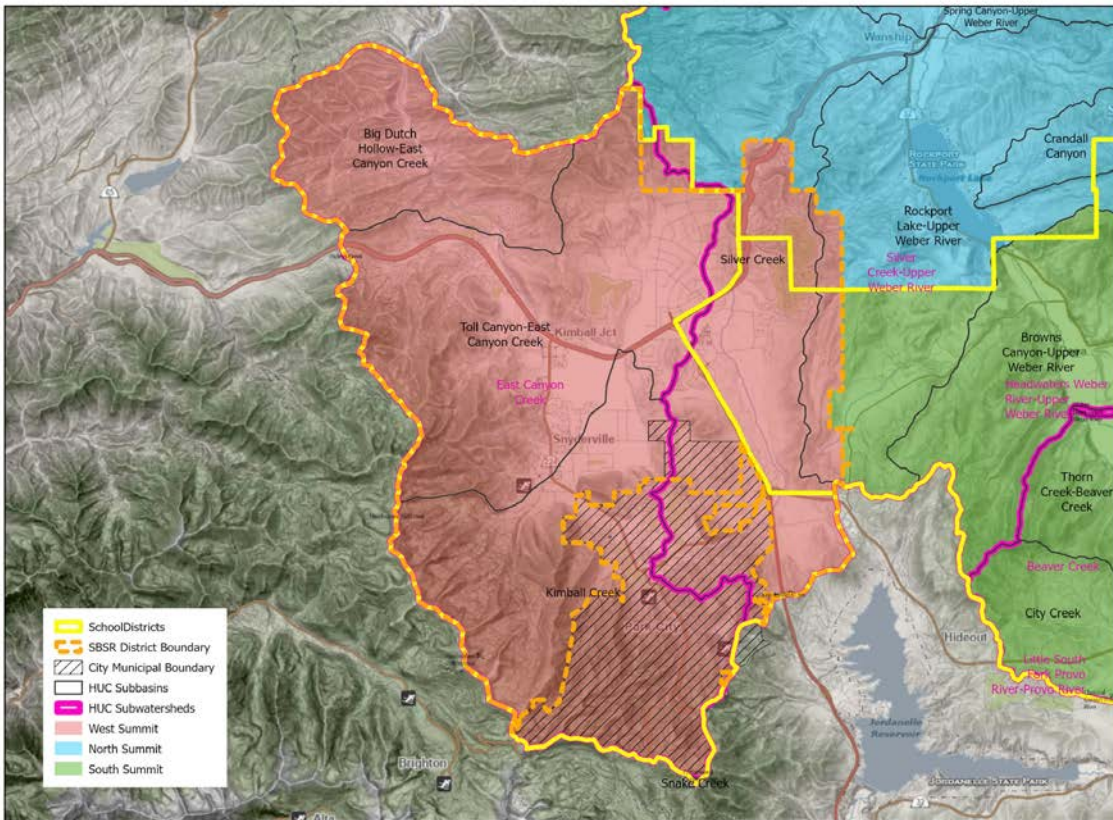 Spring Canyon-Upper
Weber River
Wanship
Big Dutch
Hollow-East
Canyon Creek
Crandall
Canyon
ROCKPORT
STATE PARK
Rockport Lake
Rockport
Lake-Upper
Weber River
Silver Creek
Silver
Creek-Upper
Weber River
Toll Canyon-East
Canyon Creek
Kimball Jct
East Canyon
Creek
Browns
Canyon-Upper
Weber River
Headwaters Weber
River-Upper
Weber River
Snyderville
Thorn
Creek-Beaver
Creek
Beaver Creek
Kimball Creek
Park City
City Creek
Hideout
Little South
Fork Provo
River-Provo River
Jordanelle
Reservoir
JORDANELLE STATE PARK
Brighton
Snake Creek
Alta
SchoolDistricts
SBSR District Boundary
City Municipal Boundary
HUC Subbasins
HUC Subwatersheds
West Summit
North Summit
South Summit